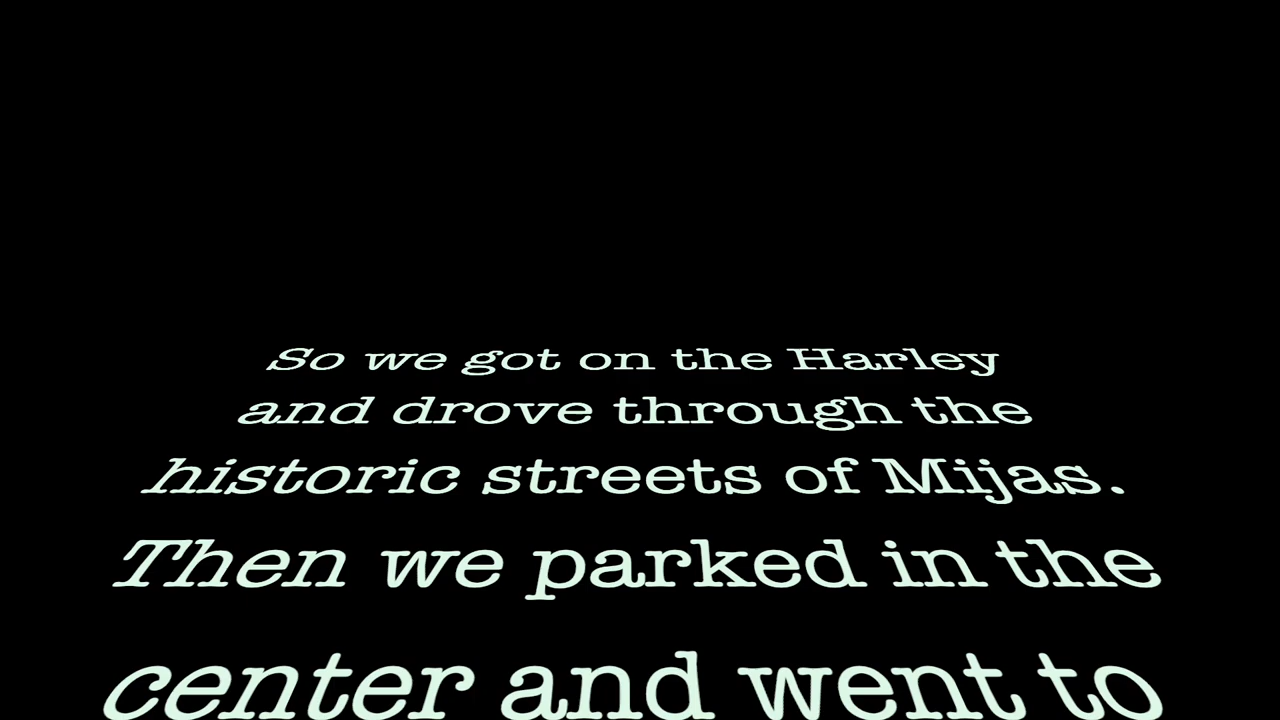 So we got on the Harley
and drove through the
historic streets of Mijas.
Then we parked in the
center and went to